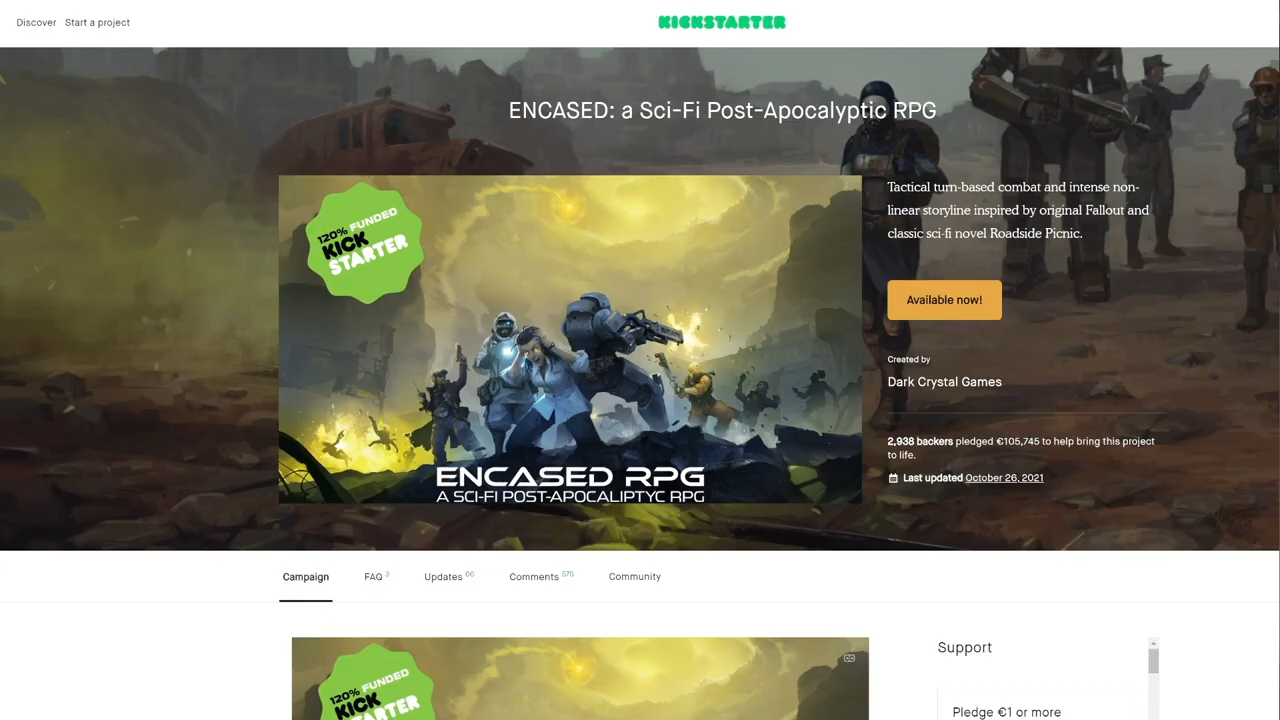 Discover Start a project
KICKSTARTER
ENCASED: a Sci-Fi Post-Apocalyptic RPG
120% FUNDED
KICK
STARTER
ENCASED RPG
A SCI-FI POST-APOCALIPTYC RPG
Tactical turn-based combat and intense non-
linear storyline inspired by original Fallout and
classic sci-fi novel Roadside Picnic.
Available now!
Created by
Dark Crystal Games
2,938 backers pledged €105,745 to help bring this project
to life.
Last updated October 26, 2021
Campaign FAQ 3 Updates 66 Comments 575 Community
120% FUNDED
KICK
STARTER
CC
Support
Pledge €1 or more